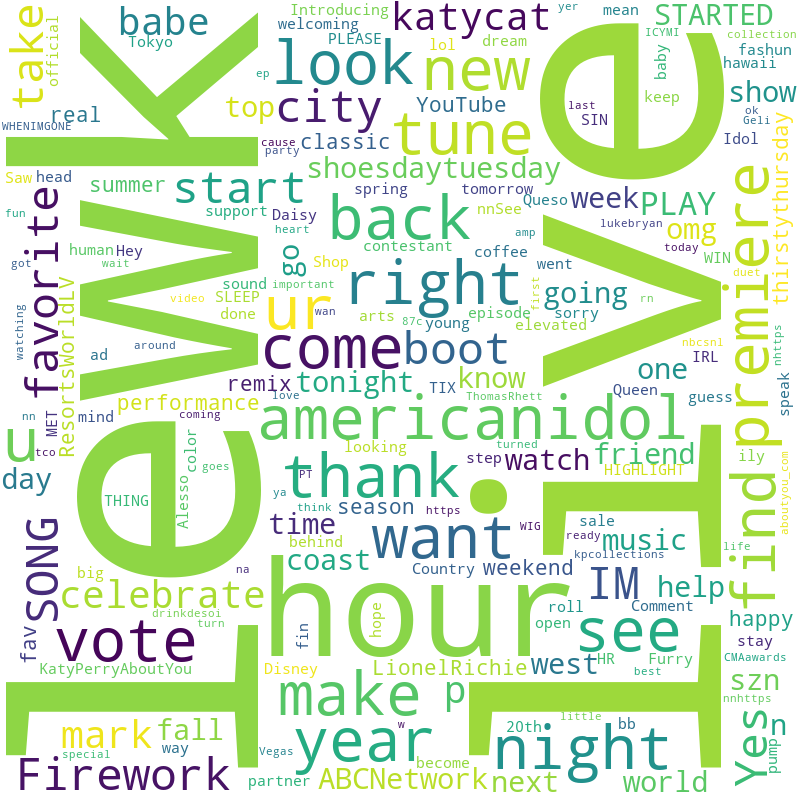 Introducing
yer
mean
ICYMI
collection
babe
welcoming
katycat
STARTED
Tokyo
PLEASE
lol
dream
baby
fashun
take
official
look
new
hawaii
keep
show
real
top
city
YouTube
last
ok
WHENIMGONE
tune
SIN
Geli
cause
classic
Idol
party
shoesdaytuesday
Saw
head
summer
start
spring
tomorrow
Queso
week
PLAY
thirstythursday
favorite
support
Daisy
back
nnSee
lukebryan
omg
fun
heart
amp
premiere
human
Hey
go
contestant
coffee
went
today
WIN
duet
got
wait
sound
Shop
right
sorry
first
rn
leWK
live
SLEEP
important
going
video
ur
arts
episode
watching
ResortsWorldLV
done
wan
87c
young
elevated
nbcsnl
nhttps
ad
around
come
boot
IRL
remix
tonight
TIX
know
one
guess
love
ThomasRhett
Queen
speak
performance
MET
mind
coming
americanidol
u
nn
tco
color
looking
turned
step
watch
friend
ily
goes
PT
thank
HIGHLIGHT
day
Alesso
THING
ya
think
season
https
WIG
sale
aboutyou_com
find
SONG
time
want
ready
music
behind
kpcollections
life
big
na
coast
Country
weekend
IM
help
celebrate
hour
roll
Comment
drinkdesoi
hope
open
happy
turn
fav
vote
fin
see
stay
KatyPerryAboutYou
Disney
LionelRichie
west
HR
Furry
CMAawards
best
szn
nnhttps
make
p
mark
fall
year
w
20th
bb
little
Yes
n
way
special
Vegas
night
pump
Firework
partner
become
ABCNetwork
next
world
ep